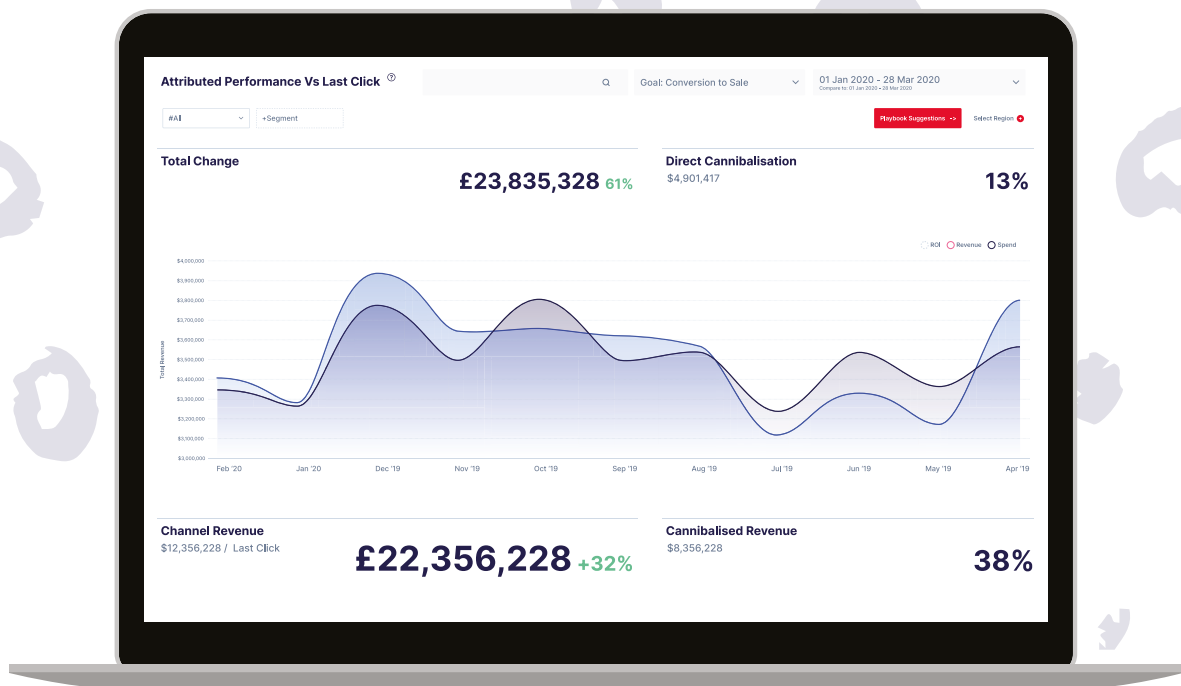 Attributed Performance Vs Last Click ?
Goal: Conversion to Sale
01 Jan 2020 - 28 Mar 2020
Compare to: 01 Jan 2020 - 28 Mar 2020
#All
+Segment
Playbook Suggestions ->
Select Region +
Total Change
£23,835,328 61%
Direct Cannibalisation
$4,901,417
13%
ROI Revenue Spend
Total Revenue
$4,000,000
$3,900,000
$3,800,000
$3,700,000
$3,600,000
$3,500,000
$3,400,000
$3,300,000
$3,200,000
$3,100,000
$3,000,000
Feb '20 Jan '20 Dec '19 Nov '19 Oct '19 Sep '19 Aug '19 Jul '19 Jun '19 May '19 Apr '19
Channel Revenue
$12,356,228 / Last Click
£22,356,228 +32%
Cannibalised Revenue
$8,356,228
38%